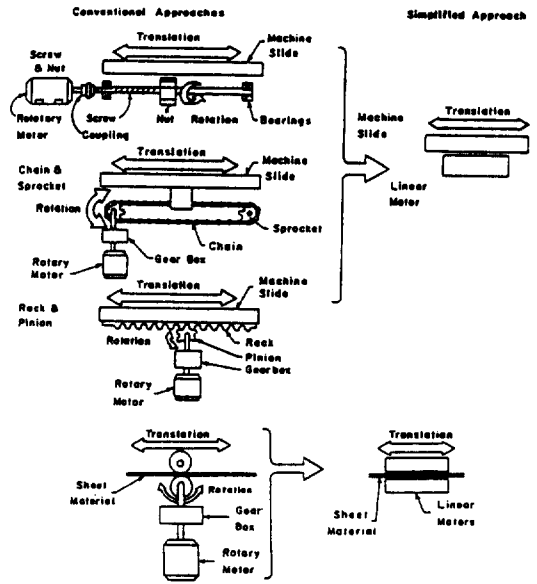 Conventional Approaches
Simplified Approach
Translation
Machine
Slide
Screw
& Nut
Rotetory
Motor
Coupling
Screw
Nut
Rotation
Bearings
Translation
Machine
Slide
Linear
Motor
Chain &
Sprocket
Translation
Machine
Slide
Rotation
Sprocket
Chain
Gear Box
Rotary
Motor
Rack &
Pinion
Translation
Machine
Slide
Rotation
Rack
Pinion
Gearbox
Rotary
Motor
Translation
Sheet
Material
Rotation
Gear
Box
Rotary
Motor
Translation
Sheet
Material
Linear
Motors